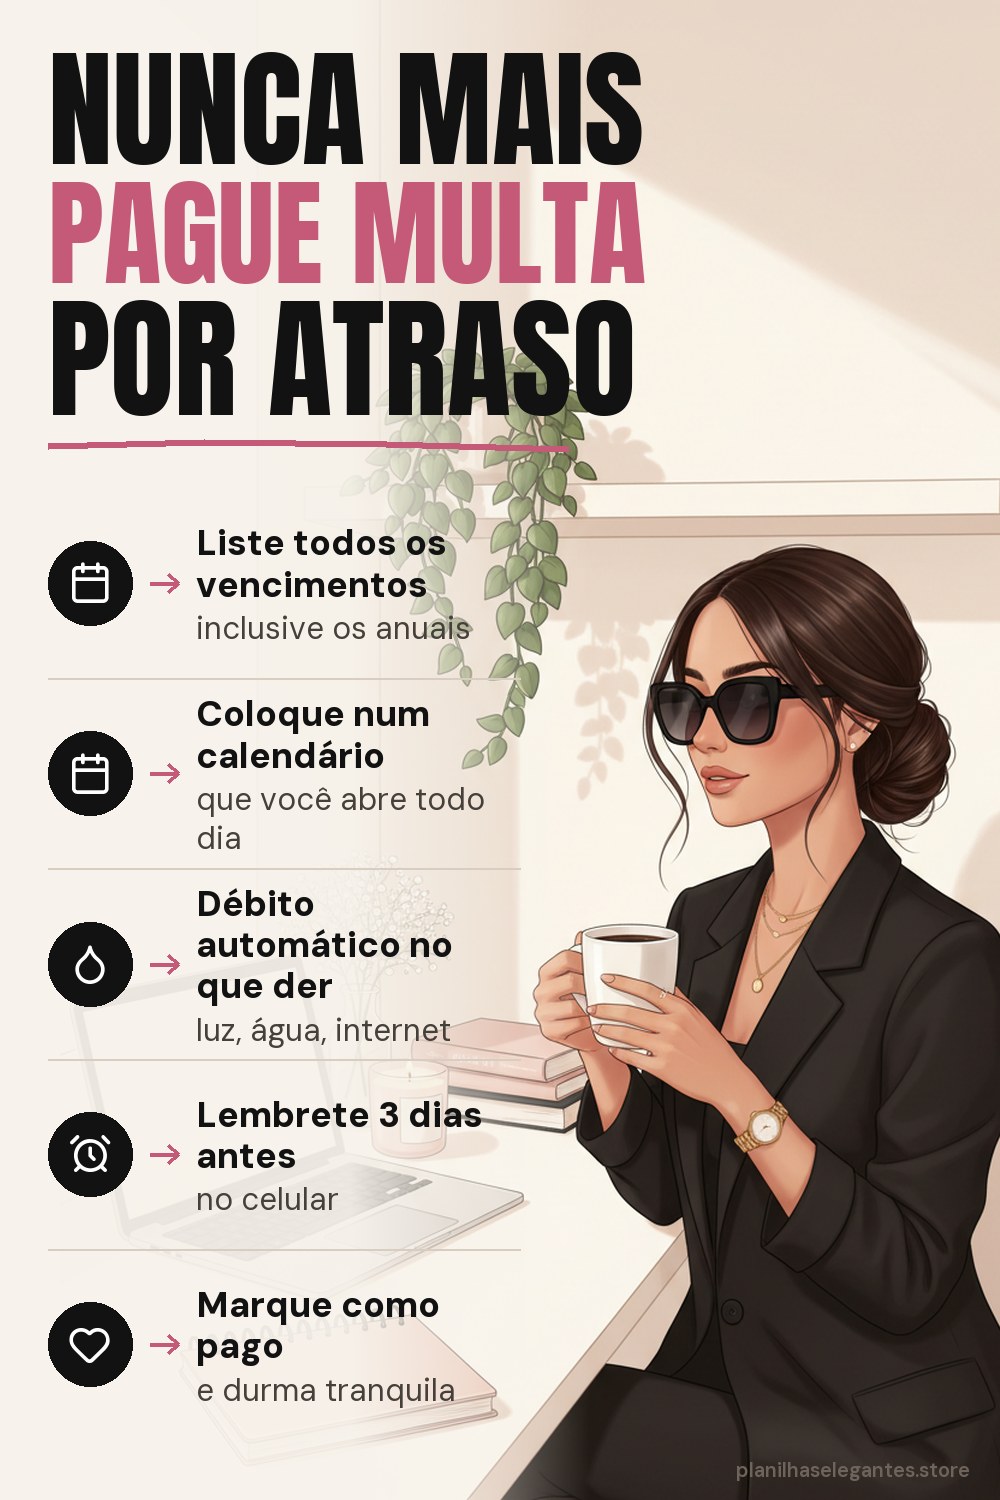 NUNCA MAIS
PAGUE MULTA
POR ATRASO
Liste todos os
vencimentos
inclusive os anuais
Coloque num
calendário
que você abre todo
dia
Débito
automático no
que der
luz, água, internet
Lembrete 3 dias
antes
no celular
Marque como
pago
e durma tranquila
planilhaselegantes.store